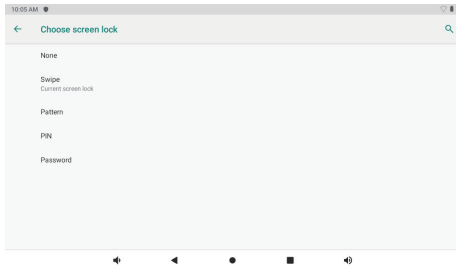 10:05 AM
Choose screen lock
None
Swipe
Current screen lock
Pattern
PIN
Password